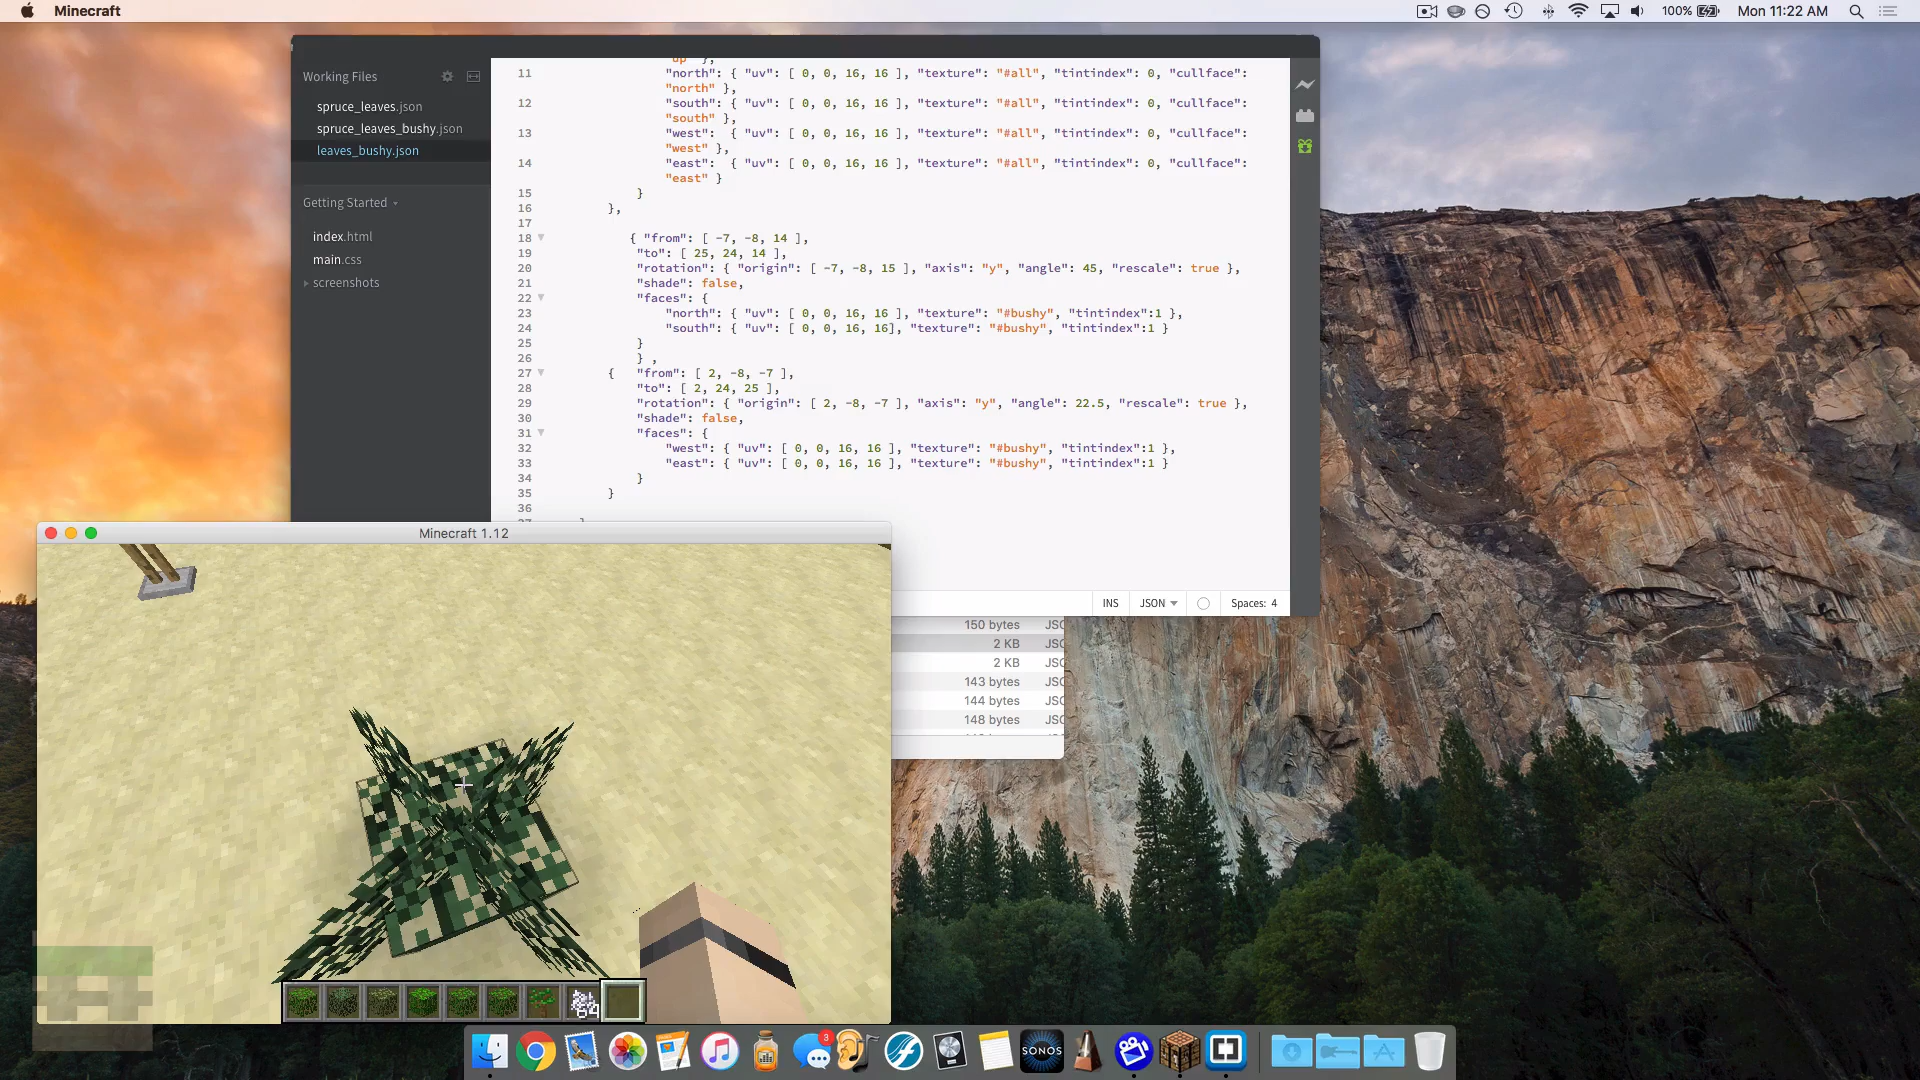 Minecraft
100%
Mon 11:22 AM
Working Files
spruce_leaves.json
spruce_leaves_bushy.json
leaves_bushy.json
Getting Started
index.html
main.css
screenshots
up" },
11 "north": { "uv": [ 0, 0, 16, 16 ], "texture": "#all", "tintindex": 0, "cullface":
"north" },
12 "south": { "uv": [ 0, 0, 16, 16 ], "texture": "#all", "tintindex": 0, "cullface":
"south" },
13 "west":  { "uv": [ 0, 0, 16, 16 ], "texture": "#all", "tintindex": 0, "cullface":
"west" },
14 "east":  { "uv": [ 0, 0, 16, 16 ], "texture": "#all", "tintindex": 0, "cullface":
"east" }
15 }
16 },
17
18 { "from": [ -7, -8, 14 ],
19 "to": [ 25, 24, 14 ],
20 "rotation": { "origin": [ -7, -8, 15 ], "axis": "y", "angle": 45, "rescale": true },
21 "shade": false,
22 "faces": {
23 "north": { "uv": [ 0, 0, 16, 16 ], "texture": "#bushy", "tintindex":1 },
24 "south": { "uv": [ 0, 0, 16, 16], "texture": "#bushy", "tintindex":1 }
25 }
26 } ,
27 { "from": [ 2, -8, -7 ],
28 "to": [ 2, 24, 25 ],
29 "rotation": { "origin": [ 2, -8, -7 ], "axis": "y", "angle": 22.5, "rescale": true },
30 "shade": false,
31 "faces": {
32 "west": { "uv": [ 0, 0, 16, 16 ], "texture": "#bushy", "tintindex":1 },
33 "east": { "uv": [ 0, 0, 16, 16 ], "texture": "#bushy", "tintindex":1 }
34 }
35 }
36
INS
JSON
Spaces: 4
Minecraft 1.12
150 bytes
2 KB
2 KB
143 bytes
144 bytes
148 bytes
64
3
SONOS